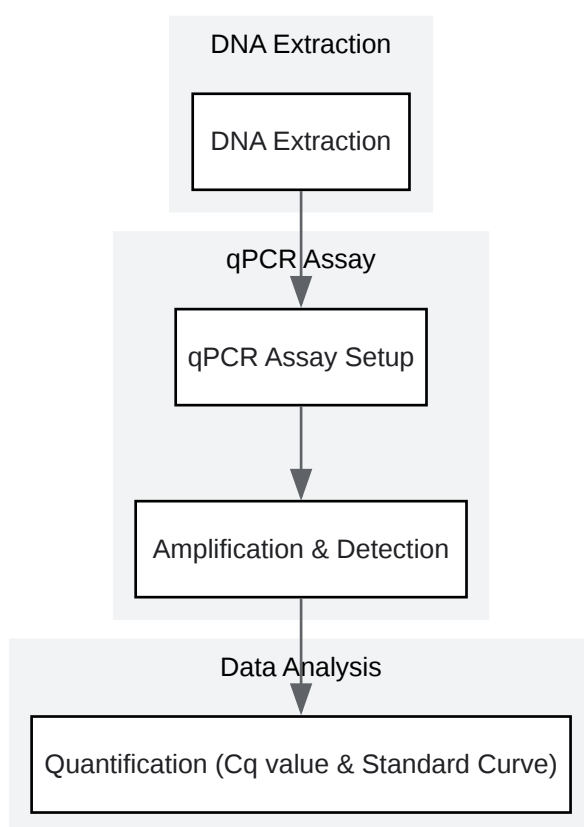 DNA Extraction
DNA Extraction
qPCR Assay
qPCR Assay Setup
Amplification & Detection
Data Analysis
Quantification (Cq value & Standard Curve)